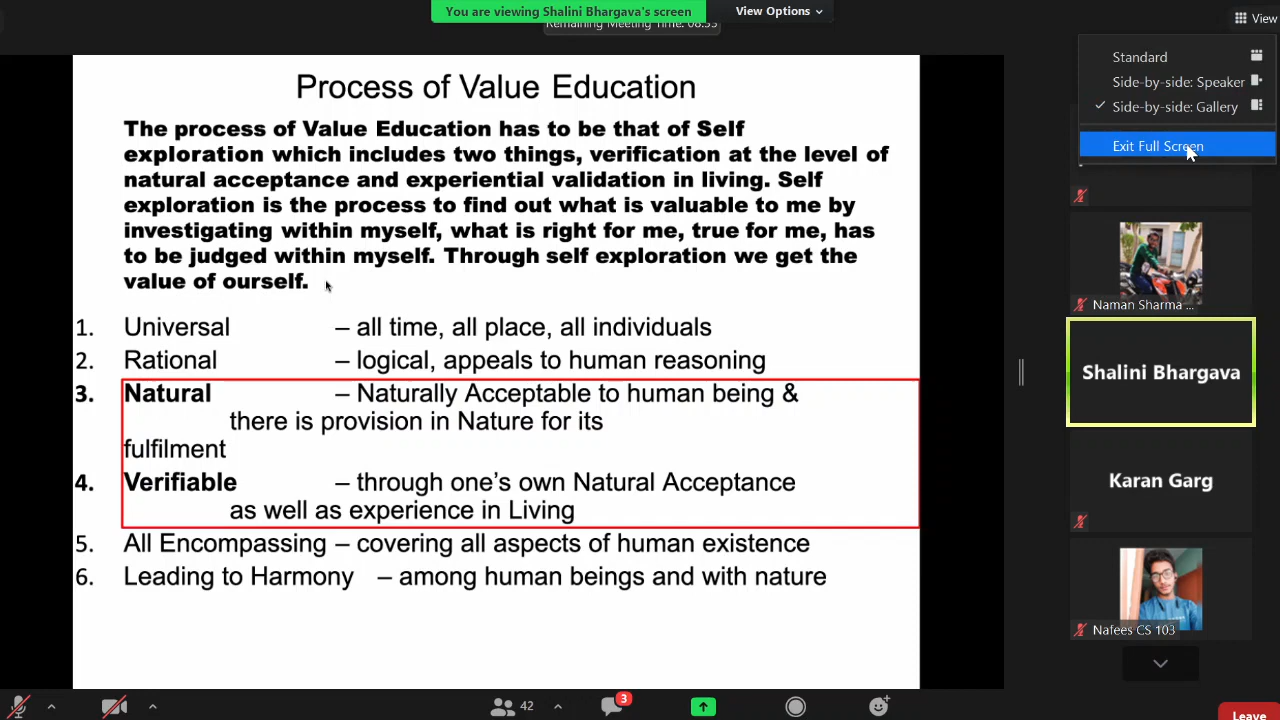 You are viewing Shalini Bhargava's screen
View Options
Remaining Meeting Time:
View
Standard
Side-by-side: Speaker
Side-by-side: Gallery
Exit Full Screen
Process of Value Education
The process of Value Education has to be that of Self
exploration which includes two things, verification at the level of
natural acceptance and experiential validation in living. Self
exploration is the process to find out what is valuable to me by
investigating within myself, what is right for me, true for me, has
to be judged within myself. Through self exploration we get the
value of ourself.
1. Universal – all time, all place, all individuals
2. Rational – logical, appeals to human reasoning
3. Natural – Naturally Acceptable to human being &
there is provision in Nature for its
fulfilment
4. Verifiable – through one’s own Natural Acceptance
as well as experience in Living
5. All Encompassing – covering all aspects of human existence
6. Leading to Harmony – among human beings and with nature
Naman Sharma ...
Shalini Bhargava
Karan Garg
Nafees CS 103
42
3
Leave